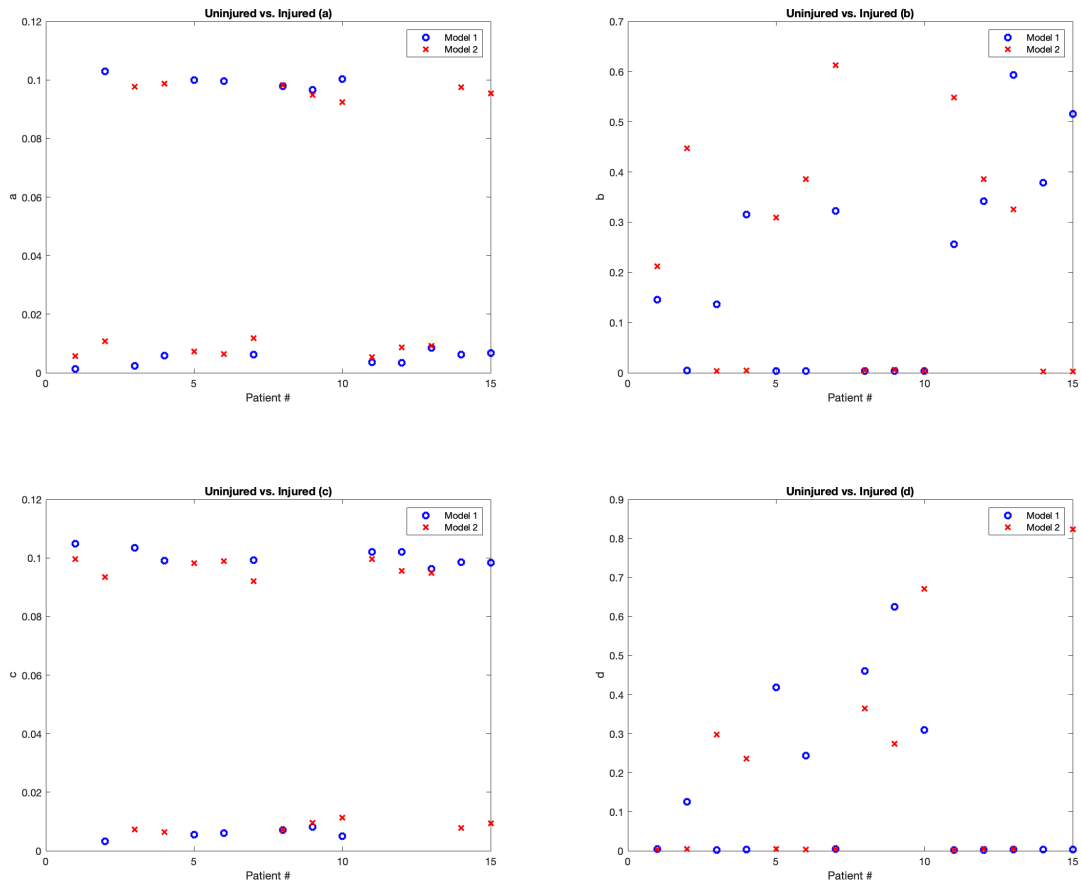 Uninjured vs. Injured (a)
0.12
0.1
0.08
0.06
0.04
0.02
0
a
0
5
10
15
Patient #
Model 1
Model 2
Uninjured vs. Injured (b)
0.7
0.6
0.5
0.4
0.3
0.2
0.1
0
b
0
5
10
15
Patient #
Model 1
Model 2
Uninjured vs. Injured (c)
0.12
0.1
0.08
0.06
0.04
0.02
0
c
0
5
10
15
Patient #
Model 1
Model 2
Uninjured vs. Injured (d)
0.9
0.8
0.7
0.6
0.5
0.4
0.3
0.2
0.1
0
d
0
5
10
15
Patient #
Model 1
Model 2